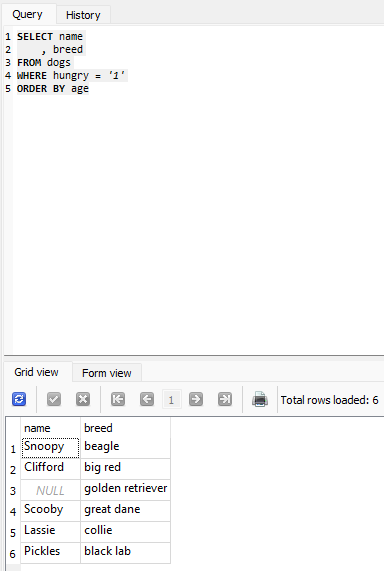 Query History
1 SELECT name
2 , breed
3 FROM dogs
4 WHERE hungry = '1'
5 ORDER BY age
Grid view Form view
1 Total rows loaded: 6
name breed
1 Snoopy beagle
2 Clifford big red
3 NULL golden retriever
4 Scooby great dane
5 Lassie collie
6 Pickles black lab